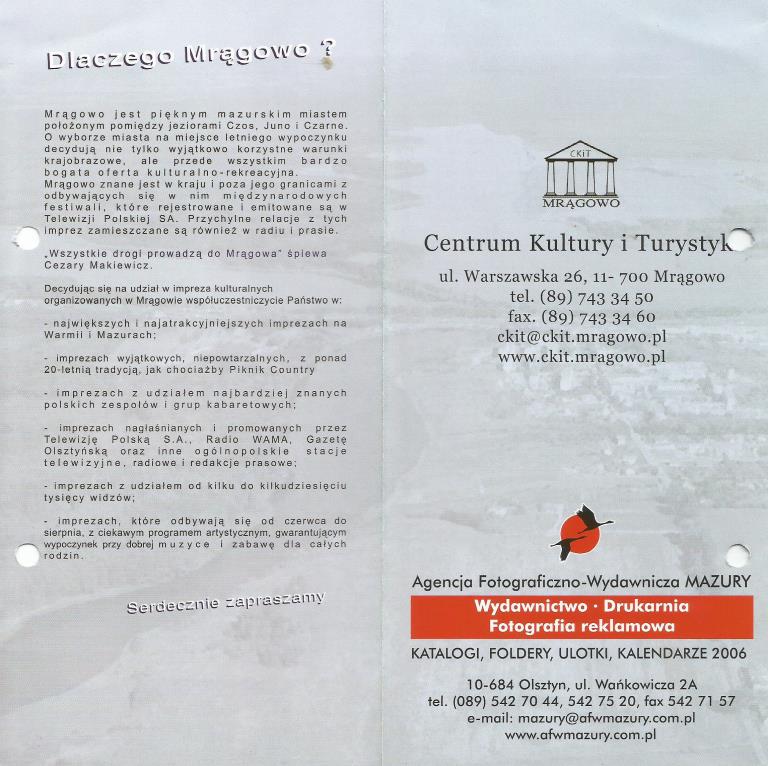 Dlaczego Mrągowo ?
Mrągowo jest pięknym mazurskim miastem
położonym pomiędzy jeziorami Czos, Juno i Czarne.
O wyborze miasta na miejsce letniego wypoczynku
decydują nie tylko wyjątkowo korzystne warunki
krajobrazowe, ale przede wszystkim bardzo
bogata oferta kulturalno-rekreacyjna.
Mrągowo znane jest w kraju i poza jego granicami z
odbywających się w nim międzynarodowych
festiwali, które rejestrowane i emitowane są w
Telewizji Polskiej SA. Przychylne relacje z tych
imprez zamieszczane są również w radiu i prasie.
„Wszystkie drogi prowadzą do Mrągowa” śpiewa
Cezary Makiewicz.
Decydując się na udział w impreza kulturalnych
organizowanych w Mrągowie współuczestniczycie Państwo w:
- największych i najatrakcyjniejszych imprezach na
Warmii i Mazurach;
- imprezach wyjątkowych, niepowtarzalnych, z ponad
20-letnią tradycją, jak chociażby Piknik Country
- imprezach z udziałem najbardziej znanych
polskich zespołów i grup kabaretowych;
- imprezach nagłaśnianych i promowanych przez
Telewizję Polską S.A., Radio WAMA, Gazetę
Olsztyńską oraz inne ogólnopolskie stacje
telewizyjne, radiowe i redakcje prasowe;
- imprezach z udziałem od kilku do kilkudziesięciu
tysięcy widzów;
- imprezach, które odbywają się od czerwca do
sierpnia, z ciekawym programem artystycznym, gwarantującym
wypoczynek przy dobrej muzyce i zabawę dla całych
rodzin.
Serdecznie zapraszamy
CKiT
MRĄGOWO
Centrum Kultury i Turystyk
ul. Warszawska 26, 11- 700 Mrągowo
tel. (89) 743 34 50
fax. (89) 743 34 60
ckit@ckit.mragowo.pl
www.ckit.mragowo.pl
Agencja Fotograficzno-Wydawnicza MAZURY
Wydawnictwo · Drukarnia
Fotografia reklamowa
KATALOGI, FOLDERY, ULOTKI, KALENDARZE 2006
10-684 Olsztyn, ul. Wańkowicza 2A
tel. (089) 542 70 44, 542 75 20, fax 542 71 57
e-mail: mazury@afwmazury.com.pl
www.afwmazury.com.pl